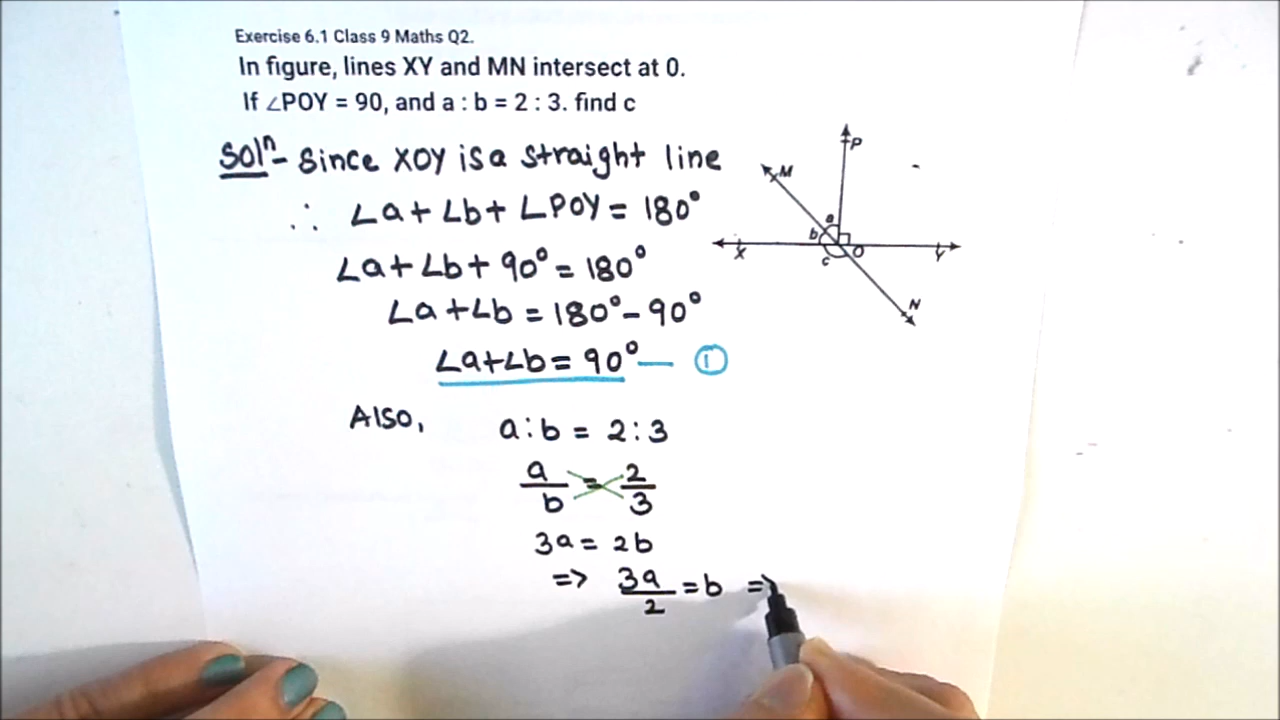 Exercise 6.1 Class 9 Maths Q2.
In figure, lines XY and MN intersect at 0.
If ∠POY = 90, and a : b = 2 : 3. find c
Solⁿ- Since XOY is a straight line
∴ ∠a + ∠b + ∠POY = 180°
∠a + ∠b + 90° = 180°
∠a + ∠b = 180° - 90°
∠a + ∠b = 90° — ①
Also,
a : b = 2 : 3
a/b = 2/3
3a = 2b
=> 3a/2 = b =>
P
M
a
b
X
c
O
Y
N